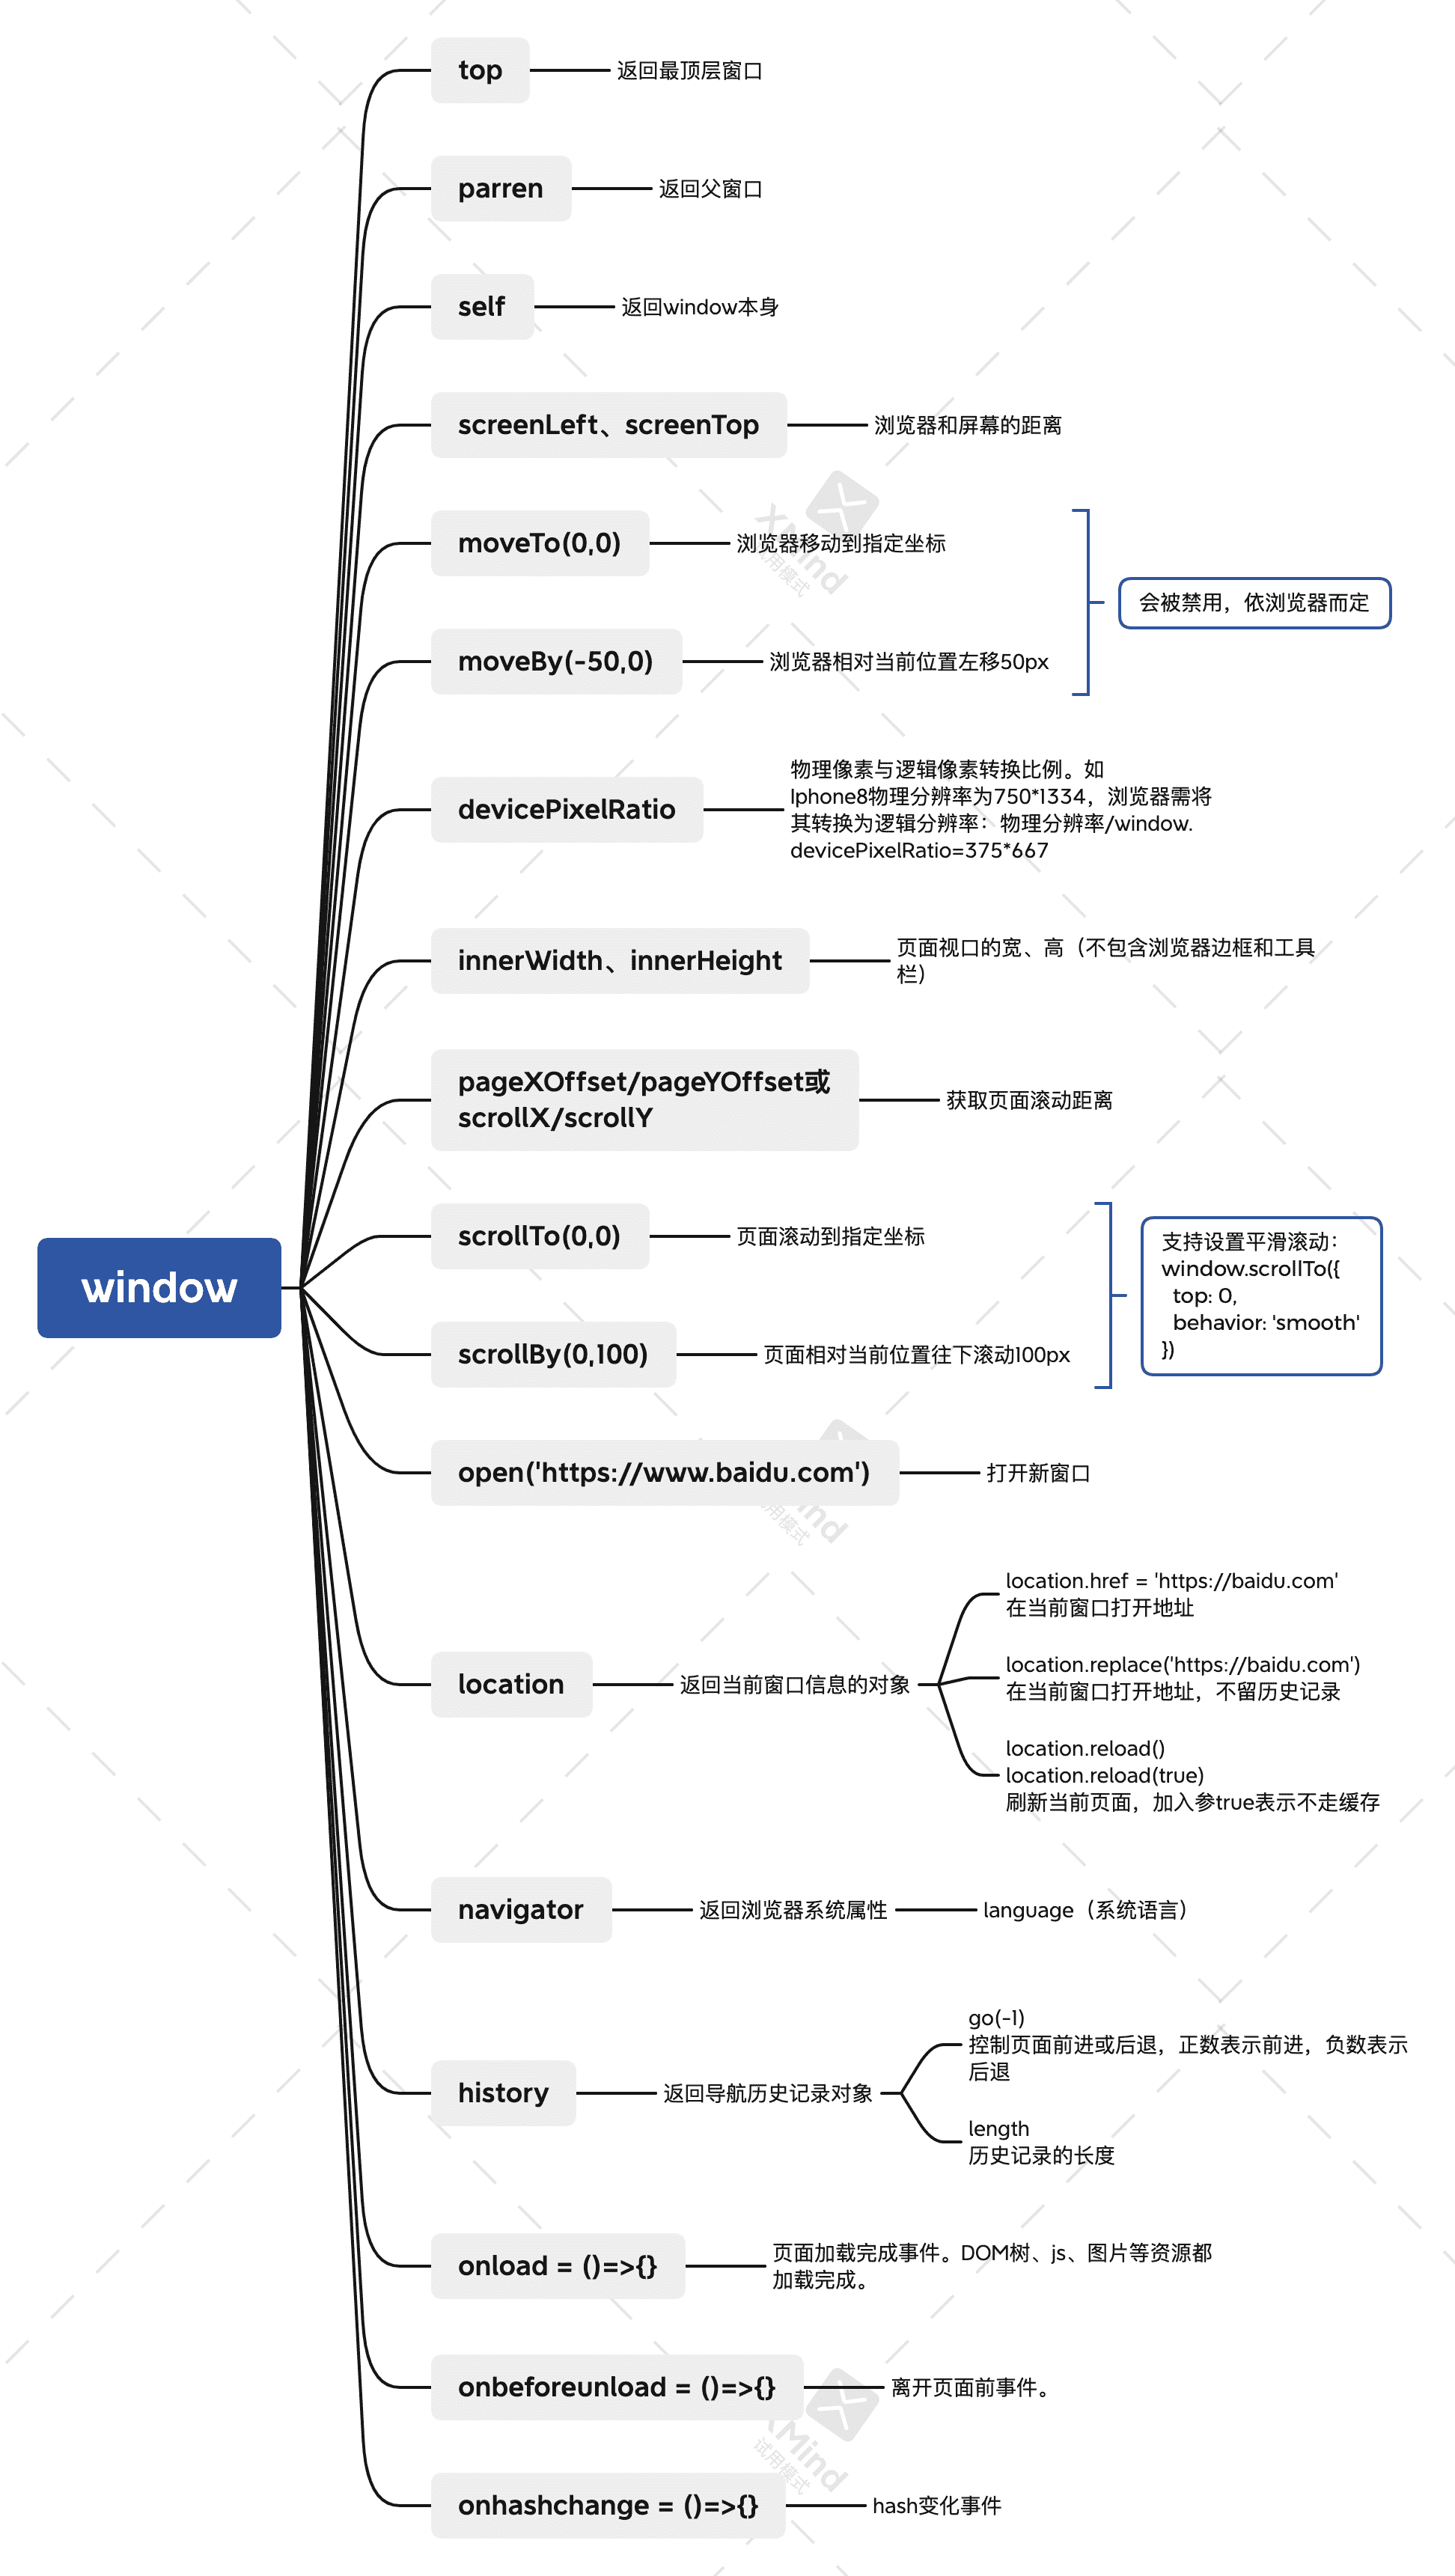 top
返回最顶层窗口
parren
返回父窗口
self
返回window本身
screenLeft、screenTop
浏览器和屏幕的距离
moveTo(0,0)
浏览器移动到指定坐标
moveBy(-50,0)
浏览器相对当前位置左移50px
会被禁用，依浏览器而定
devicePixelRatio
物理像素与逻辑像素转换比例。如
Iphone8物理分辨率为750*1334，浏览器需将
其转换为逻辑分辨率：物理分辨率/window.
devicePixelRatio=375*667
innerWidth、innerHeight
页面视口的宽、高（不包含浏览器边框和工具
栏）
pageXOffset/pageYOffset或
scrollX/scrollY
获取页面滚动距离
window
scrollTo(0,0)
页面滚动到指定坐标
scrollBy(0,100)
页面相对当前位置往下滚动100px
支持设置平滑滚动：
window.scrollTo({
top: 0,
behavior: 'smooth'
})
open('https://www.baidu.com')
打开新窗口
location
返回当前窗口信息的对象
location.href = 'https://baidu.com'
在当前窗口打开地址
location.replace('https://baidu.com')
在当前窗口打开地址，不留历史记录
location.reload()
location.reload(true)
刷新当前页面，加入参true表示不走缓存
navigator
返回浏览器系统属性
language（系统语言）
history
返回导航历史记录对象
go(-1)
控制页面前进或后退，正数表示前进，负数表示
后退
length
历史记录的长度
onload = ()=>{}
页面加载完成事件。DOM树、js、图片等资源都
加载完成。
onbeforeunload = ()=>{}
离开页面前事件。
onhashchange = ()=>{}
hash变化事件
XMind
试用模式